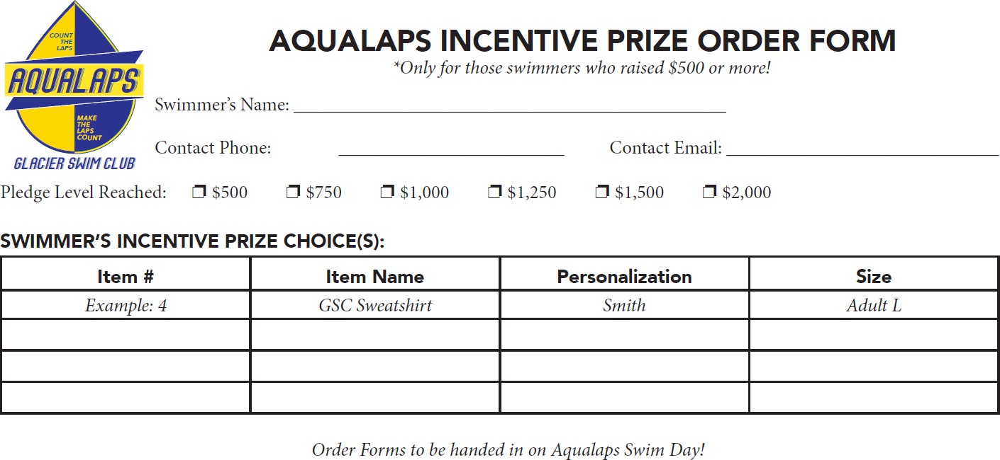 COUNT
THE
LAPS
AQUALAPS
MAKE
THE
LAPS
COUNT
GLACIER SWIM CLUB
AQUALAPS INCENTIVE PRIZE ORDER FORM
*Only for those swimmers who raised $500 or more!
Swimmer's Name:
Contact Phone: Contact Email:
Pledge Level Reached: ❒ $500 ❒ $750 ❒ $1,000 ❒ $1,250 ❒ $1,500 ❒ $2,000
SWIMMER'S INCENTIVE PRIZE CHOICE(S):
Item # Item Name Personalization Size
Example: 4 GSC Sweatshirt Smith Adult L
Order Forms to be handed in on Aqualaps Swim Day!